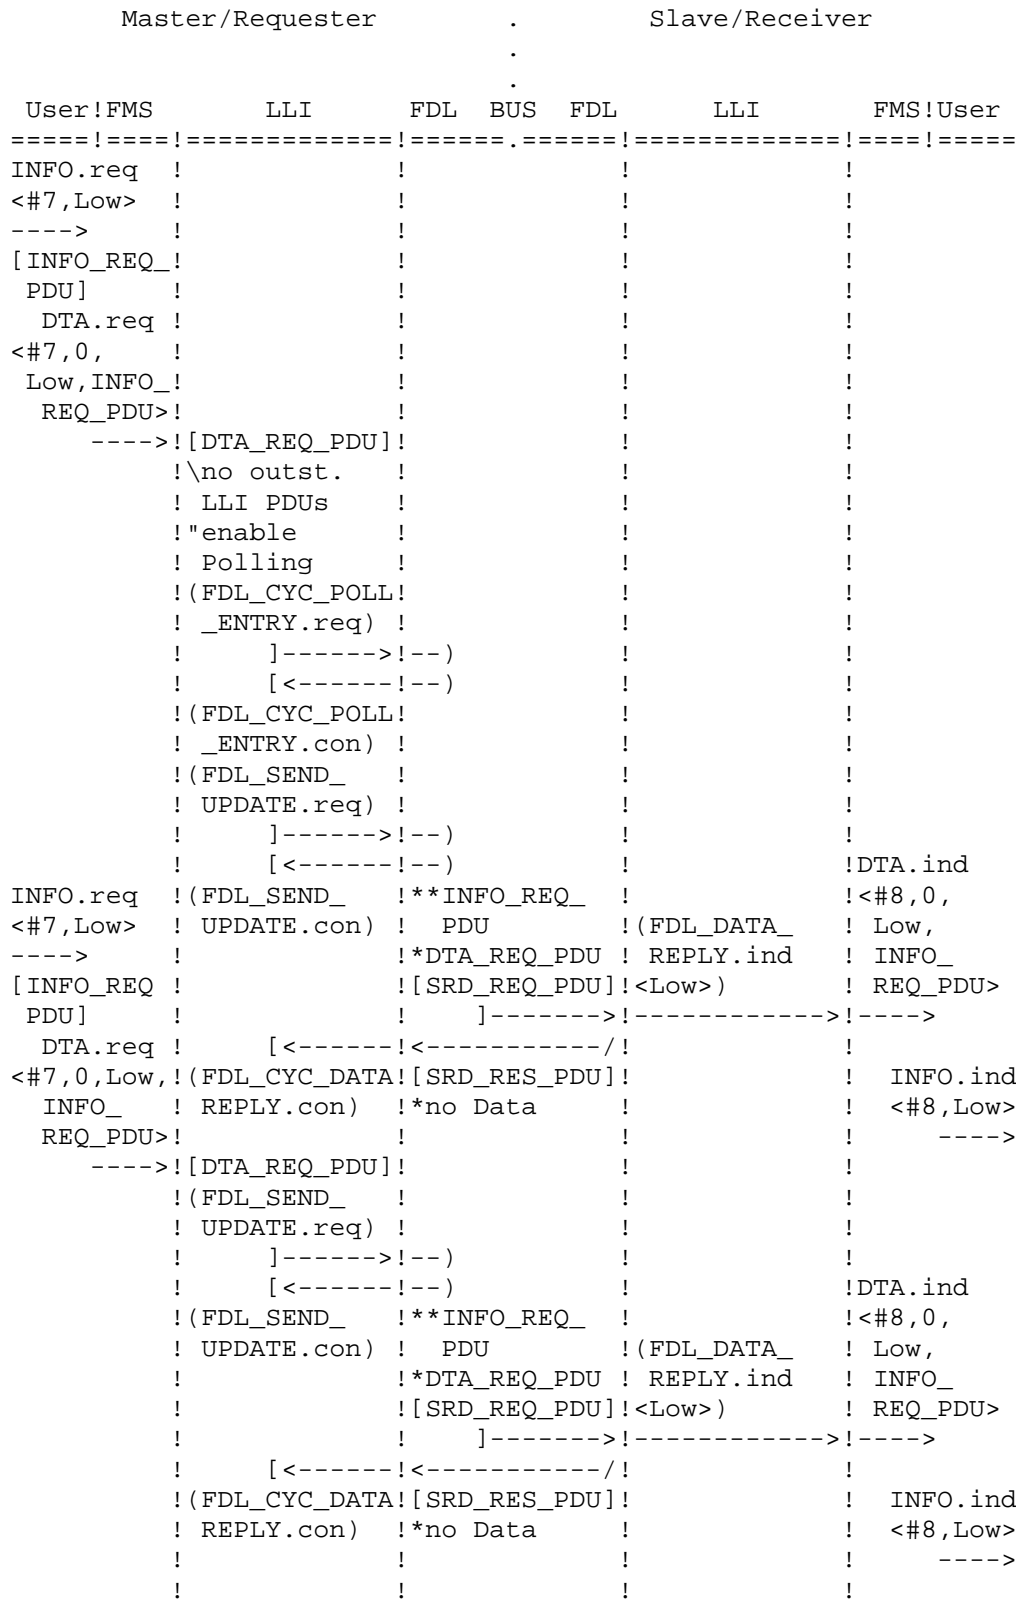 Master/Requester         .        Slave/Receiver
                                .
                                .
 User!FMS       LLI      FDL  BUS  FDL      LLI      FMS!User
=====!====!=============!======.======!=============!====!=====
INFO.req  !             !             !             !
<#7,Low>  !             !             !             !
---->     !             !             !             !
[INFO_REQ_!             !             !             !
 PDU]     !             !             !             !
  DTA.req !             !             !             !
<#7,0,    !             !             !             !
 Low,INFO_!             !             !             !
  REQ_PDU>!             !             !             !
     ---->![DTA_REQ_PDU]!             !             !
          !\no outst.   !             !             !
          ! LLI PDUs    !             !             !
          !"enable      !             !             !
          ! Polling     !             !             !
          !(FDL_CYC_POLL!             !             !
          ! _ENTRY.req) !             !             !
          !     ]------>!--)          !             !
          !     [<------!--)          !             !
          !(FDL_CYC_POLL!             !             !
          ! _ENTRY.con) !             !             !
          !(FDL_SEND_   !             !             !
          ! UPDATE.req) !             !             !
          !     ]------>!--)          !             !
          !     [<------!--)          !             !DTA.ind
INFO.req  !(FDL_SEND_   !**INFO_REQ_  !             !<#8,0,
<#7,Low>  ! UPDATE.con) !  PDU        !(FDL_DATA_   ! Low,
---->     !             !*DTA_REQ_PDU ! REPLY.ind   ! INFO_
[INFO_REQ !             ![SRD_REQ_PDU]!<Low>)       ! REQ_PDU>
 PDU]     !             !    ]------->!------------>!---->
  DTA.req !     [<------!<-----------/!             !
<#7,0,Low,!(FDL_CYC_DATA![SRD_RES_PDU]!             !  INFO.ind
  INFO_   ! REPLY.con)  !*no Data     !             !  <#8,Low>
  REQ_PDU>!             !             !             !     ---->
     ---->![DTA_REQ_PDU]!             !             !
          !(FDL_SEND_   !             !             !
          ! UPDATE.req) !             !             !
          !     ]------>!--)          !             !
          !     [<------!--)          !             !DTA.ind
          !(FDL_SEND_   !**INFO_REQ_  !             !<#8,0,
          ! UPDATE.con) !  PDU        !(FDL_DATA_   ! Low,
          !             !*DTA_REQ_PDU ! REPLY.ind   ! INFO_
          !             ![SRD_REQ_PDU]!<Low>)       ! REQ_PDU>
          !             !    ]------->!------------>!---->
          !     [<------!<-----------/!             !
          !(FDL_CYC_DATA![SRD_RES_PDU]!             !  INFO.ind
          ! REPLY.con)  !*no Data     !             !  <#8,Low>
          !             !             !             !     ---->
          !             !             !             !